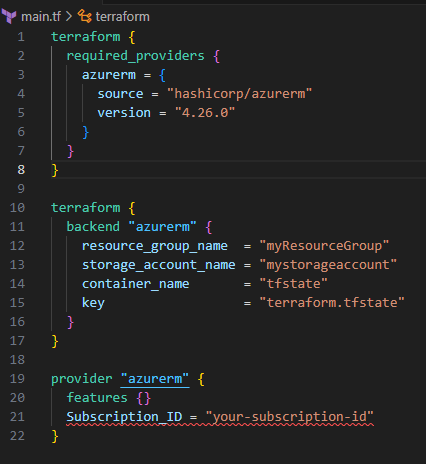 main.tf > terraform
1 terraform {
2   required_providers {
3     azurerm = {
4       source = "hashicorp/azurerm"
5       version = "4.26.0"
6     }
7   }
8 }
9
10 terraform {
11   backend "azurerm" {
12     resource_group_name  = "myResourceGroup"
13     storage_account_name = "mystorageaccount"
14     container_name       = "tfstate"
15     key                  = "terraform.tfstate"
16   }
17 }
18
19 provider "azurerm" {
20   features {}
21   Subscription_ID = "your-subscription-id"
22 }